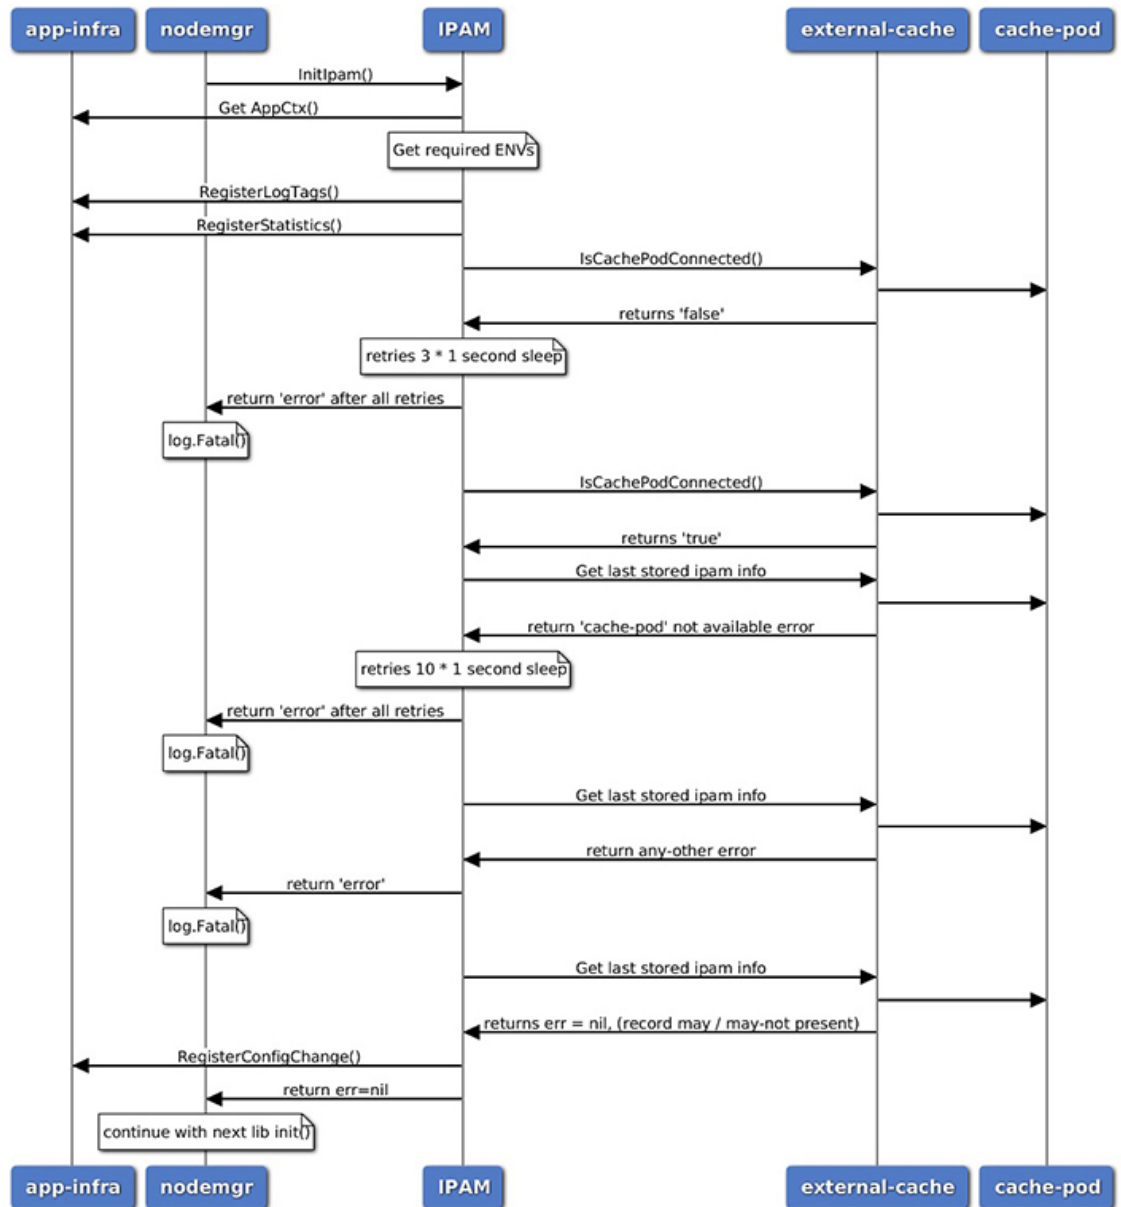 app-infra nodemgr IPAM external-cache cache-pod
InitIpam()
Get AppCtx()
Get required ENVs
RegisterLogTags()
RegisterStatistics()
IsCachePodConnected()
returns 'false'
retries 3 * 1 second sleep
return 'error' after all retries
log.Fatal()
IsCachePodConnected()
returns 'true'
Get last stored ipam info
return 'cache-pod' not available error
retries 10 * 1 second sleep
return 'error' after all retries
log.Fatal()
Get last stored ipam info
return any-other error
return 'error'
log.Fatal()
Get last stored ipam info
returns err = nil, (record may / may-not present)
RegisterConfigChange()
return err=nil
continue with next lib init()
app-infra nodemgr IPAM external-cache cache-pod